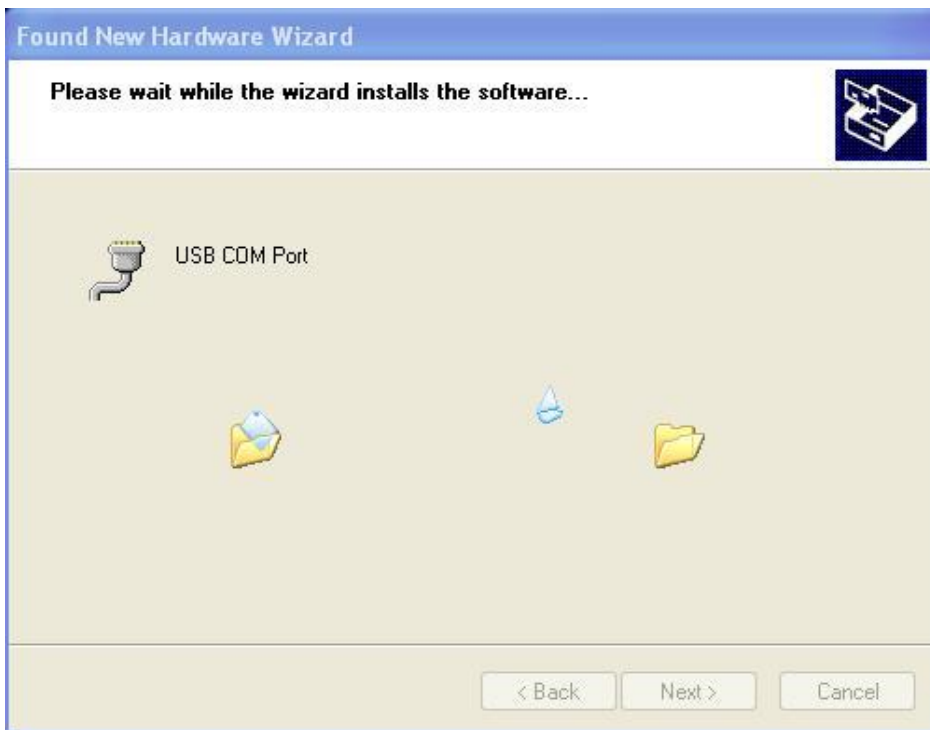 Found New Hardware Wizard
Please wait while the wizard installs the software...
USB COM Port
< Back
Next >
Cancel